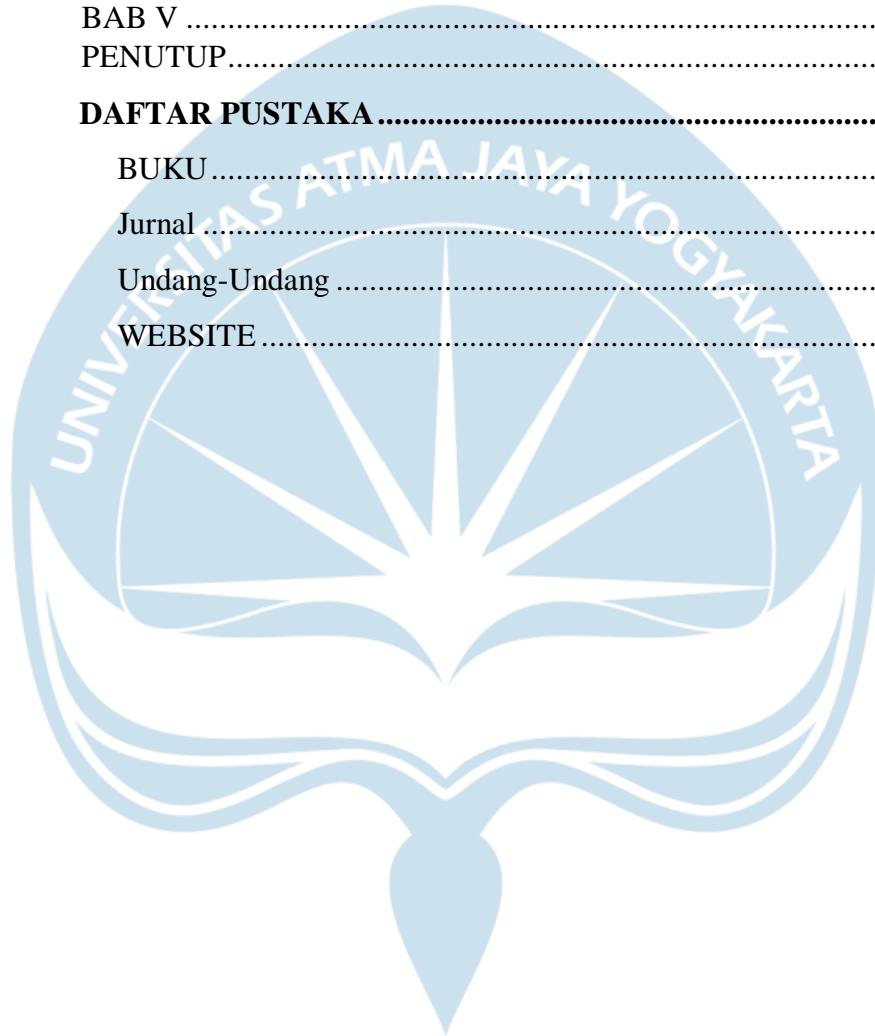 BAB V ........................................................................................
PENUTUP...................................................................................
DAFTAR PUSTAKA ..............................................................
BUKU .....................................................................................
Jurnal .......................................................................................
Undang-Undang .....................................................................
WEBSITE ...............................................................................
UNIVERSITAS ATMA JAYA YOGYAKARTA